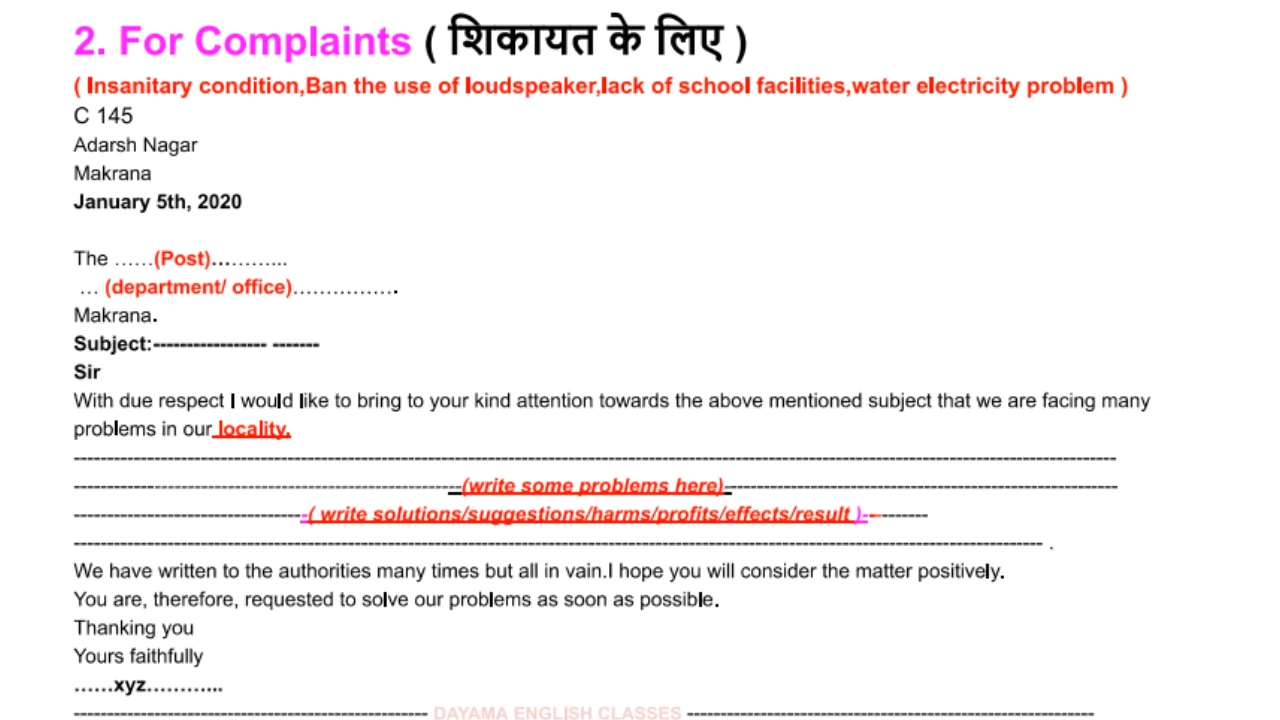 2. For Complaints ( शिकायत के लिए )
( Insanitary condition,Ban the use of loudspeaker,lack of school facilities,water electricity problem )
C 145
Adarsh Nagar
Makrana
January 5th, 2020
The ……(Post)………...
… (department/ office)…………….
Makrana.
Subject:----------------- -------
Sir
With due respect I would like to bring to your kind attention towards the above mentioned subject that we are facing many
problems in our locality.
------------------------------------------------------------------------------------------------------------------------
---------------------------------------------(write some problems here)---------------------------------------------
---------------------------( write solutions/suggestions/harms/profits/effects/result )---------
---------------------------------------------------------------------------------------------------------------- .
We have written to the authorities many times but all in vain.I hope you will consider the matter positively.
You are, therefore, requested to solve our problems as soon as possible.
Thanking you
Yours faithfully
……xyz………...
------------------------------------------ DAYAMA ENGLISH CLASSES ------------------------------------------------